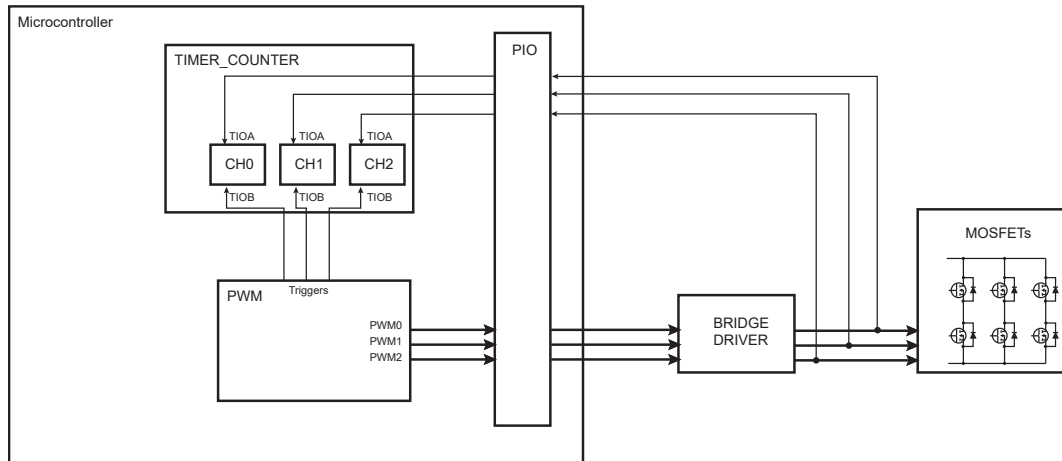 Microcontroller
TIMER_COUNTER
PIO
TIOA
TIOA
TIOA
CH0
CH1
CH2
TIOB
TIOB
TIOB
MOSFETs
Triggers
PWM
PWM0
PWM1
PWM2
BRIDGE
DRIVER